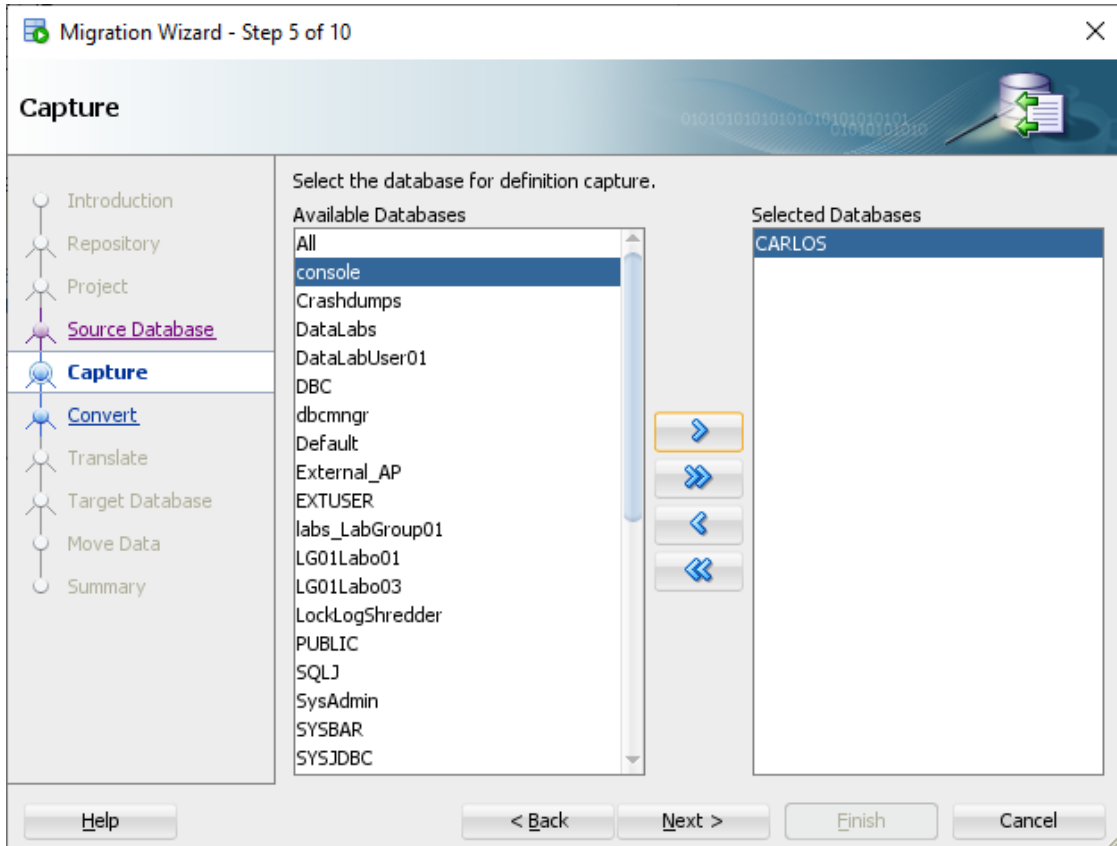 Migration Wizard - Step 5 of 10
Capture
0101010101010101010101010101
01010101010
Introduction
Repository
Project
Source Database
Capture
Convert
Translate
Target Database
Move Data
Summary
Select the database for definition capture.
Available Databases
All
console
Crashdumps
DataLabs
DataLabUser01
DBC
dbcmngr
Default
External_AP
EXTUSER
labs_LabGroup01
LG01Labo01
LG01Labo03
LockLogShredder
PUBLIC
SQLJ
SysAdmin
SYSBAR
SYSJDBC
Selected Databases
CARLOS
Help
< Back
Next >
Finish
Cancel